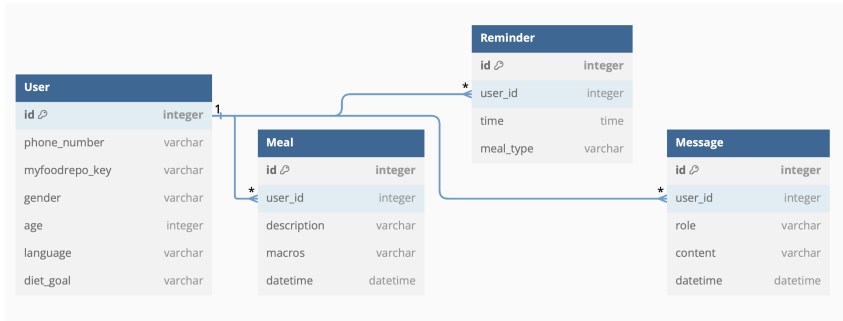 User
id integer
phone_number varchar
myfoodrepo_key varchar
gender varchar
age integer
language varchar
diet_goal varchar
1
Meal
id integer
* user_id integer
description varchar
macros varchar
datetime datetime
Reminder
id integer
* user_id integer
time time
meal_type varchar
Message
id integer
* user_id integer
role varchar
content varchar
datetime datetime